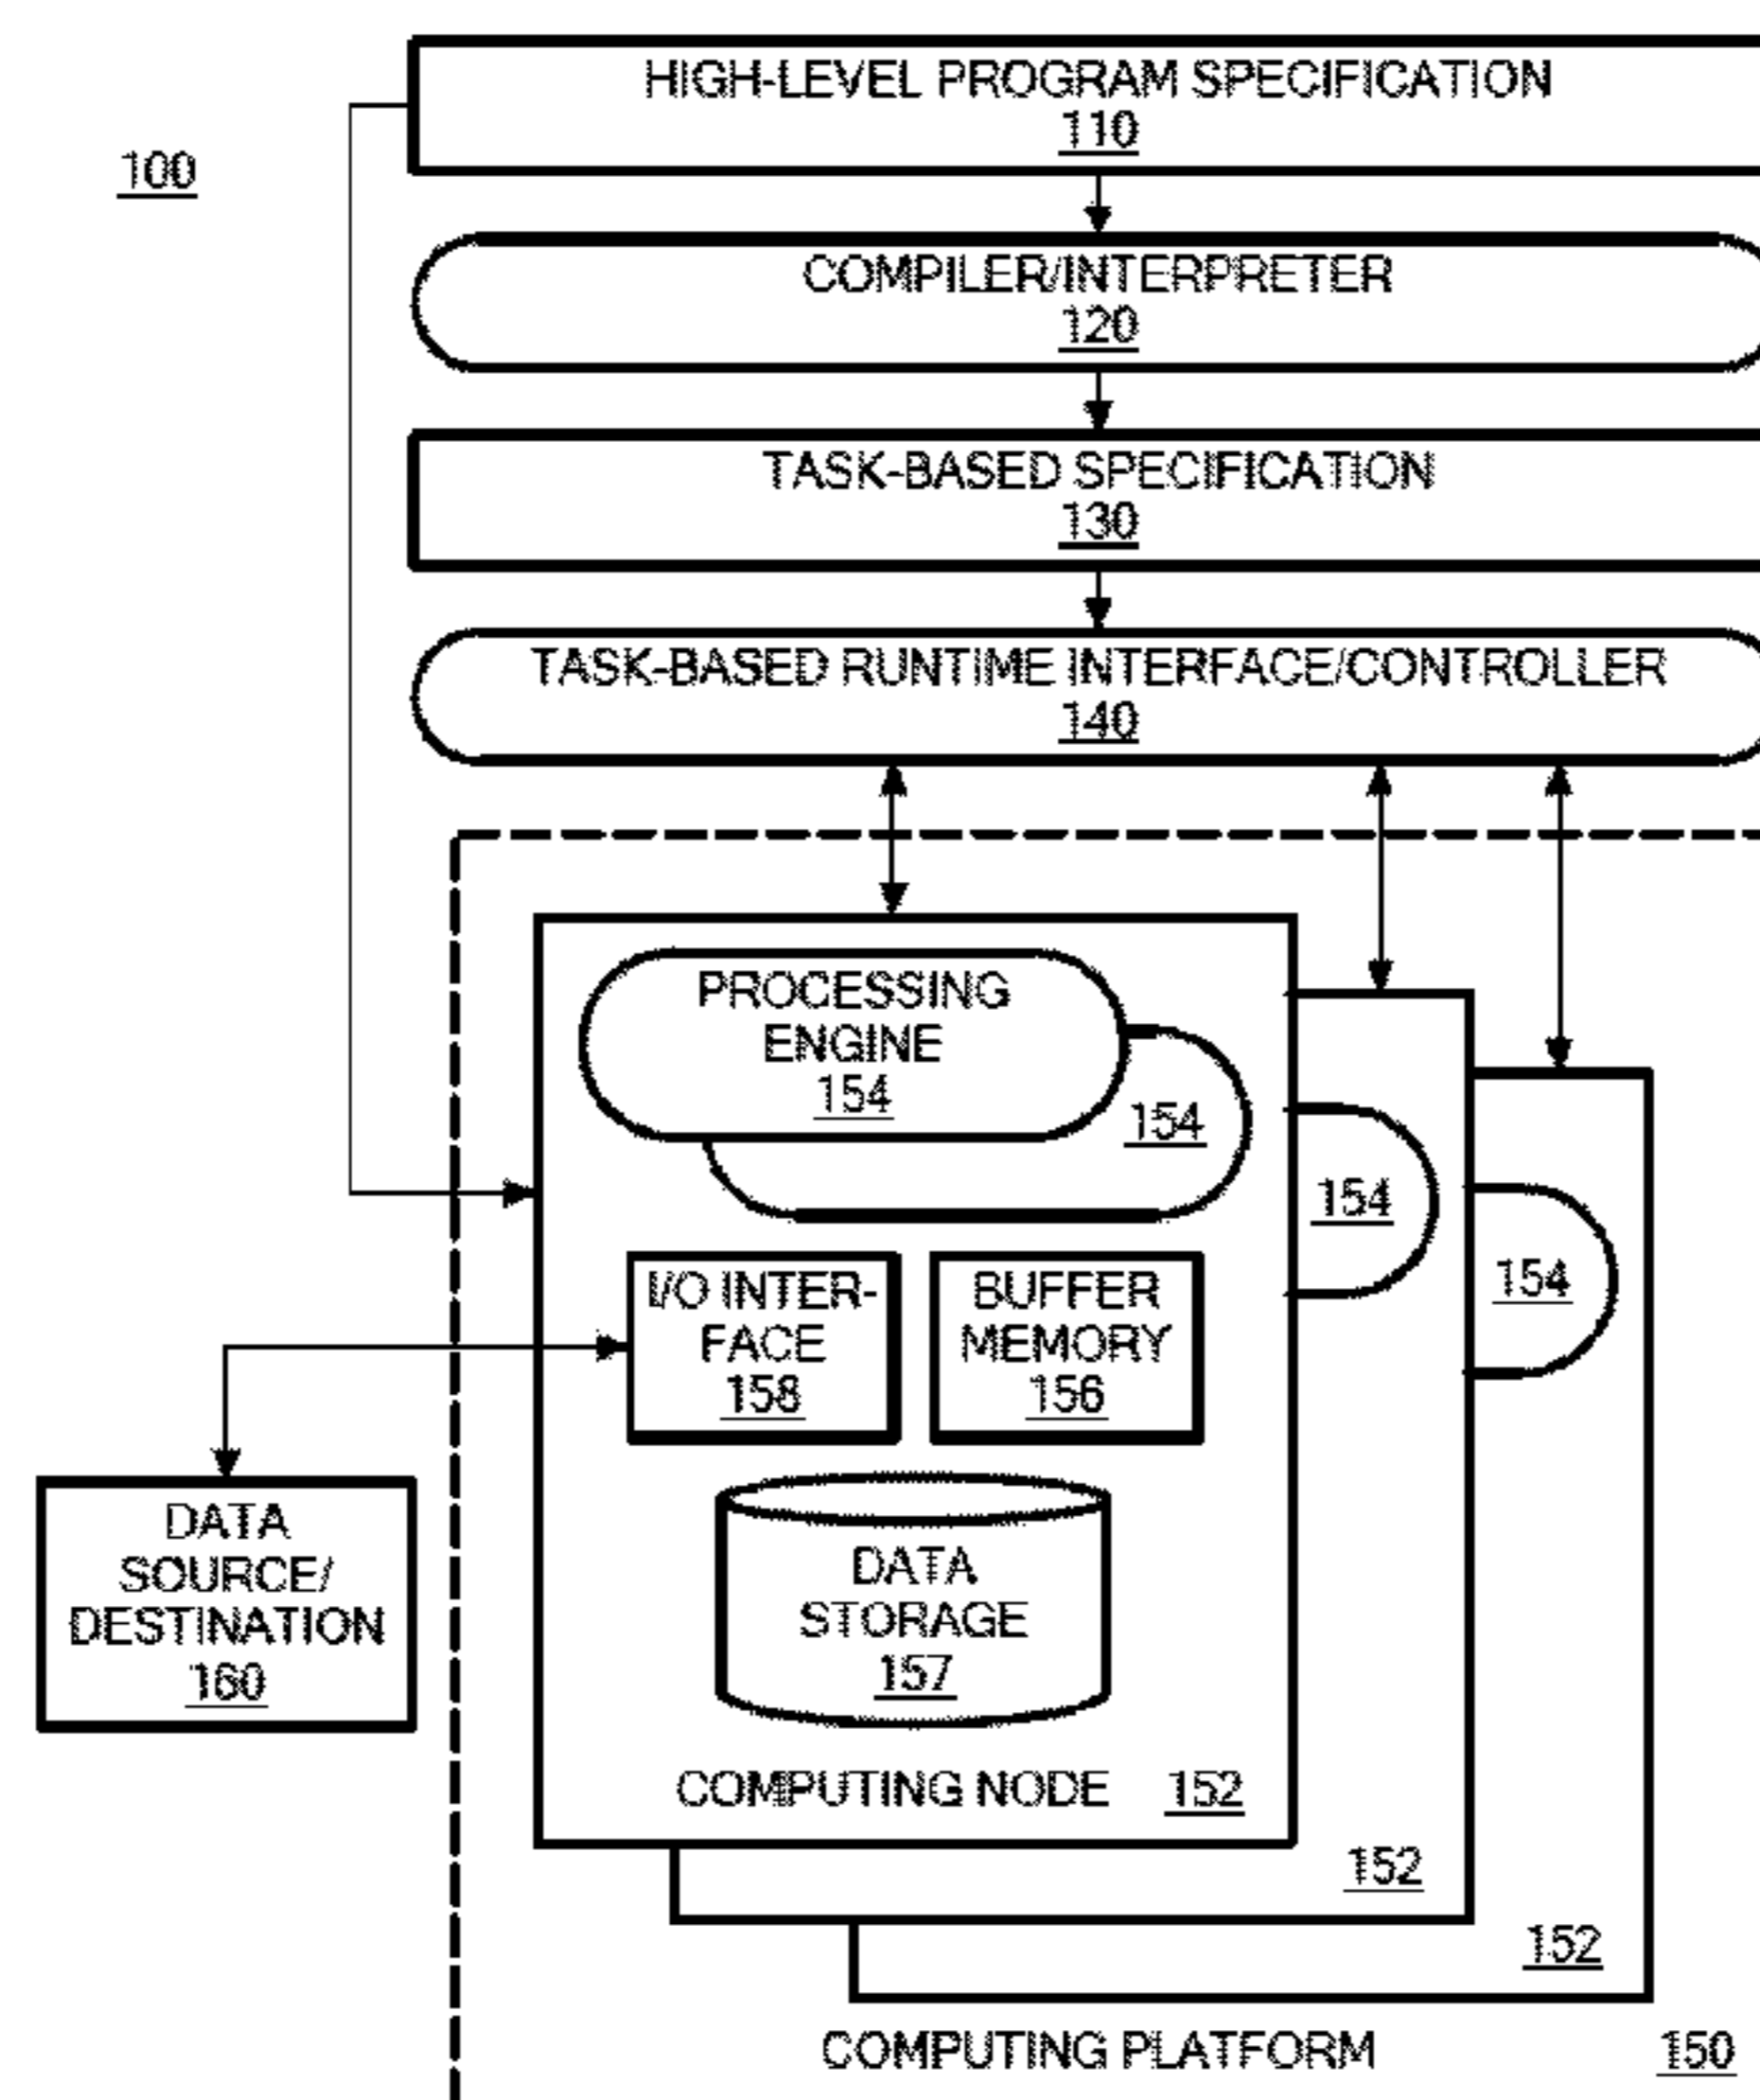 HIGH-LEVEL PROGRAM SPECIFICATION
110
100
COMPILER/INTERPRETER
120
TASK-BASED SPECIFICATION
130
TASK-BASED RUNTIME INTERFACE/CONTROLLER
140
PROCESSING
ENGINE
154
154
154
154
I/O INTER-
FACE
158
BUFFER
MEMORY
156
DATA
SOURCE/
DESTINATION
160
DATA
STORAGE
157
COMPUTING NODE 152
152
152
COMPUTING PLATFORM 150